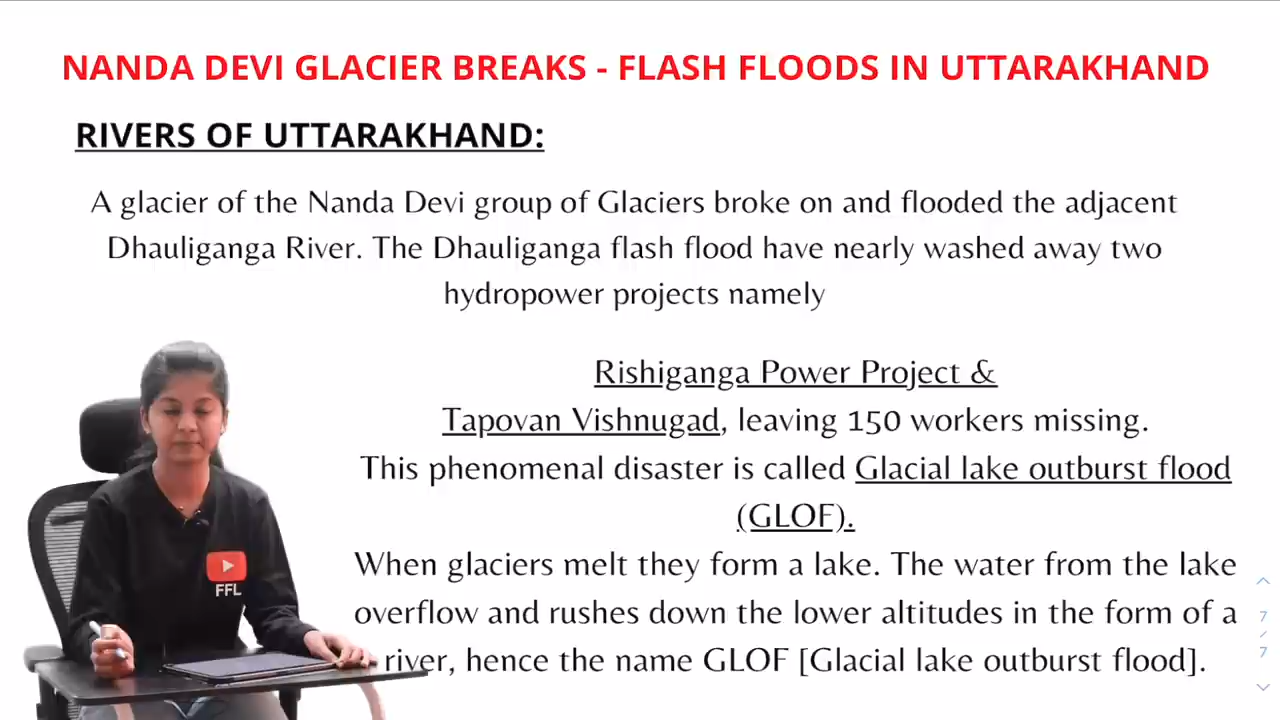 NANDA DEVI GLACIER BREAKS - FLASH FLOODS IN UTTARAKHAND
RIVERS OF UTTARAKHAND:
A glacier of the Nanda Devi group of Glaciers broke on and flooded the adjacent
Dhauliganga River. The Dhauliganga flash flood have nearly washed away two
hydropower projects namely
Rishiganga Power Project &
Tapovan Vishnugad, leaving 150 workers missing.
This phenomenal disaster is called Glacial lake outburst flood
(GLOF).
When glaciers melt they form a lake. The water from the lake
overflow and rushes down the lower altitudes in the form of a
river, hence the name GLOF [Glacial lake outburst flood].
FFL
7
/
7